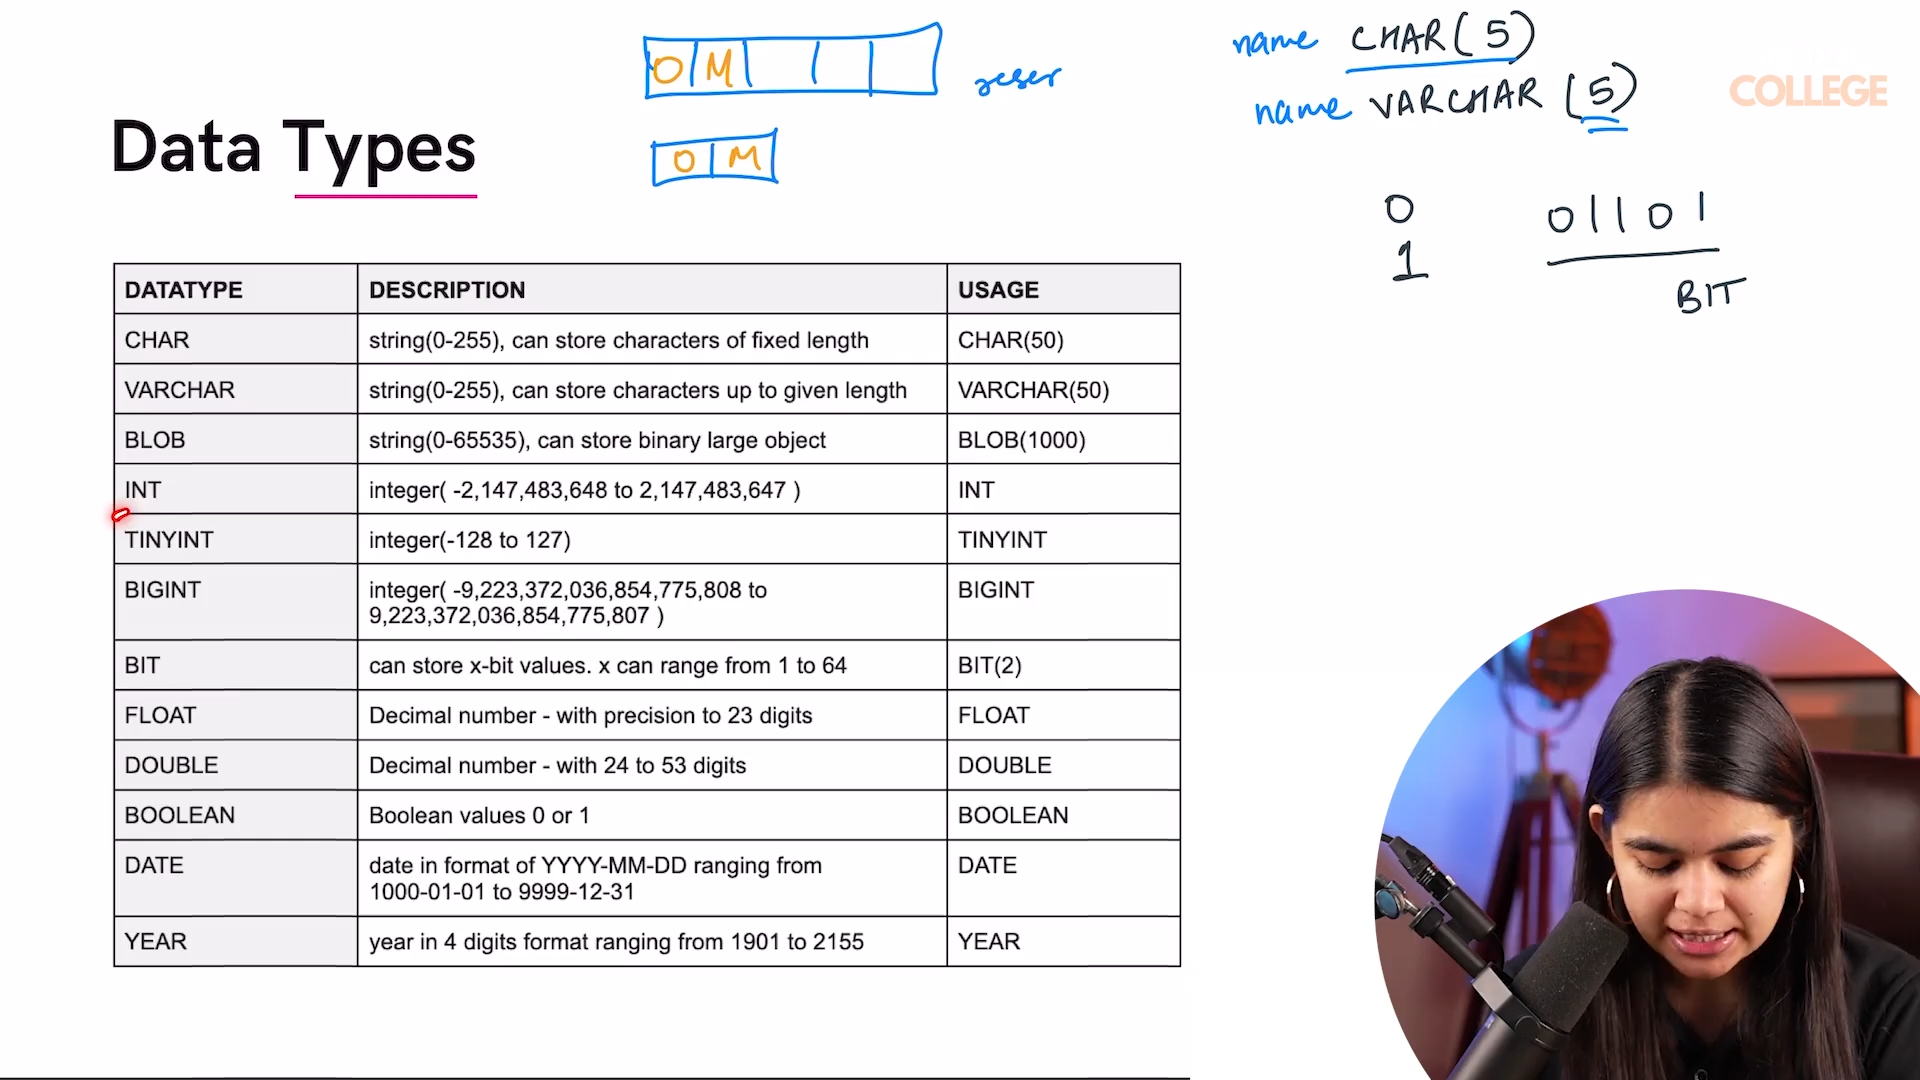 O M
reser
name CHAR(5)
name VARCHAR (5)
COLLEGE
Data Types
O M
0 01101
1
BIT
DATATYPE DESCRIPTION USAGE
CHAR string(0-255), can store characters of fixed length CHAR(50)
VARCHAR string(0-255), can store characters up to given length VARCHAR(50)
BLOB string(0-65535), can store binary large object BLOB(1000)
INT integer( -2,147,483,648 to 2,147,483,647 ) INT
TINYINT integer(-128 to 127) TINYINT
BIGINT integer( -9,223,372,036,854,775,808 to BIGINT
9,223,372,036,854,775,807 )
BIT can store x-bit values. x can range from 1 to 64 BIT(2)
FLOAT Decimal number - with precision to 23 digits FLOAT
DOUBLE Decimal number - with 24 to 53 digits DOUBLE
BOOLEAN Boolean values 0 or 1 BOOLEAN
DATE date in format of YYYY-MM-DD ranging from DATE
1000-01-01 to 9999-12-31
YEAR year in 4 digits format ranging from 1901 to 2155 YEAR